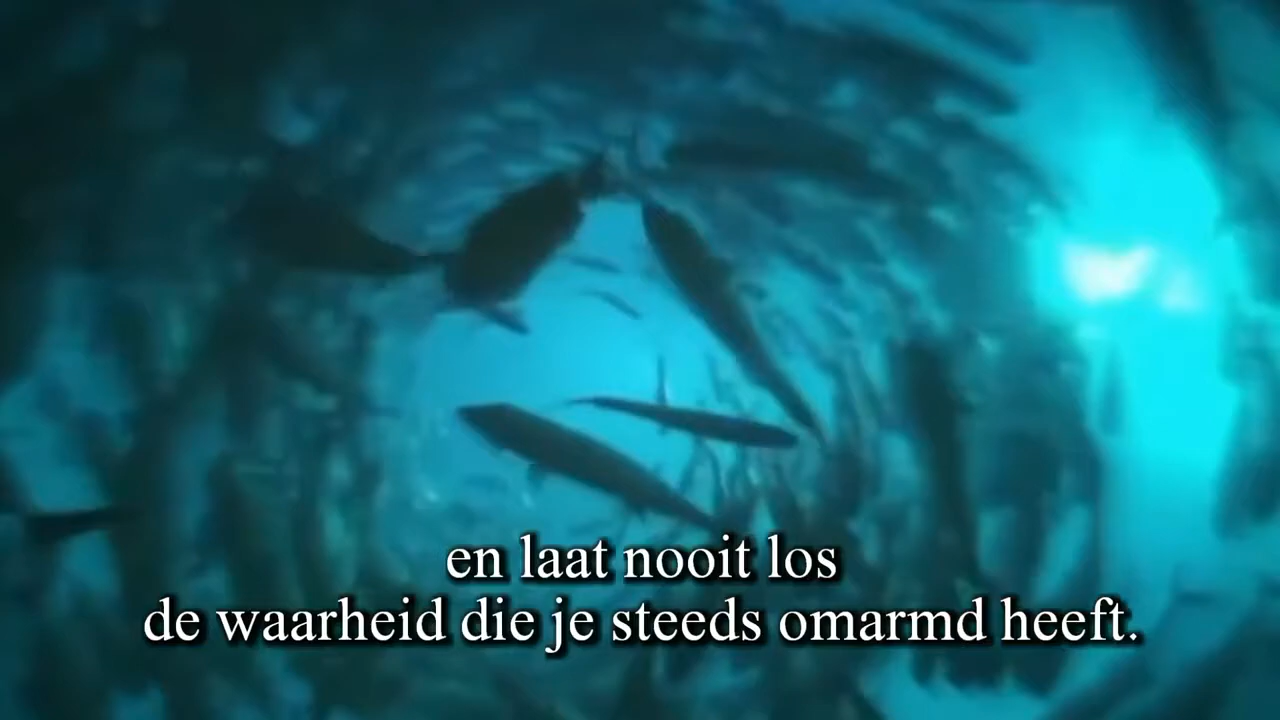 en laat nooit los
de waarheid die je steeds omarmd heeft.